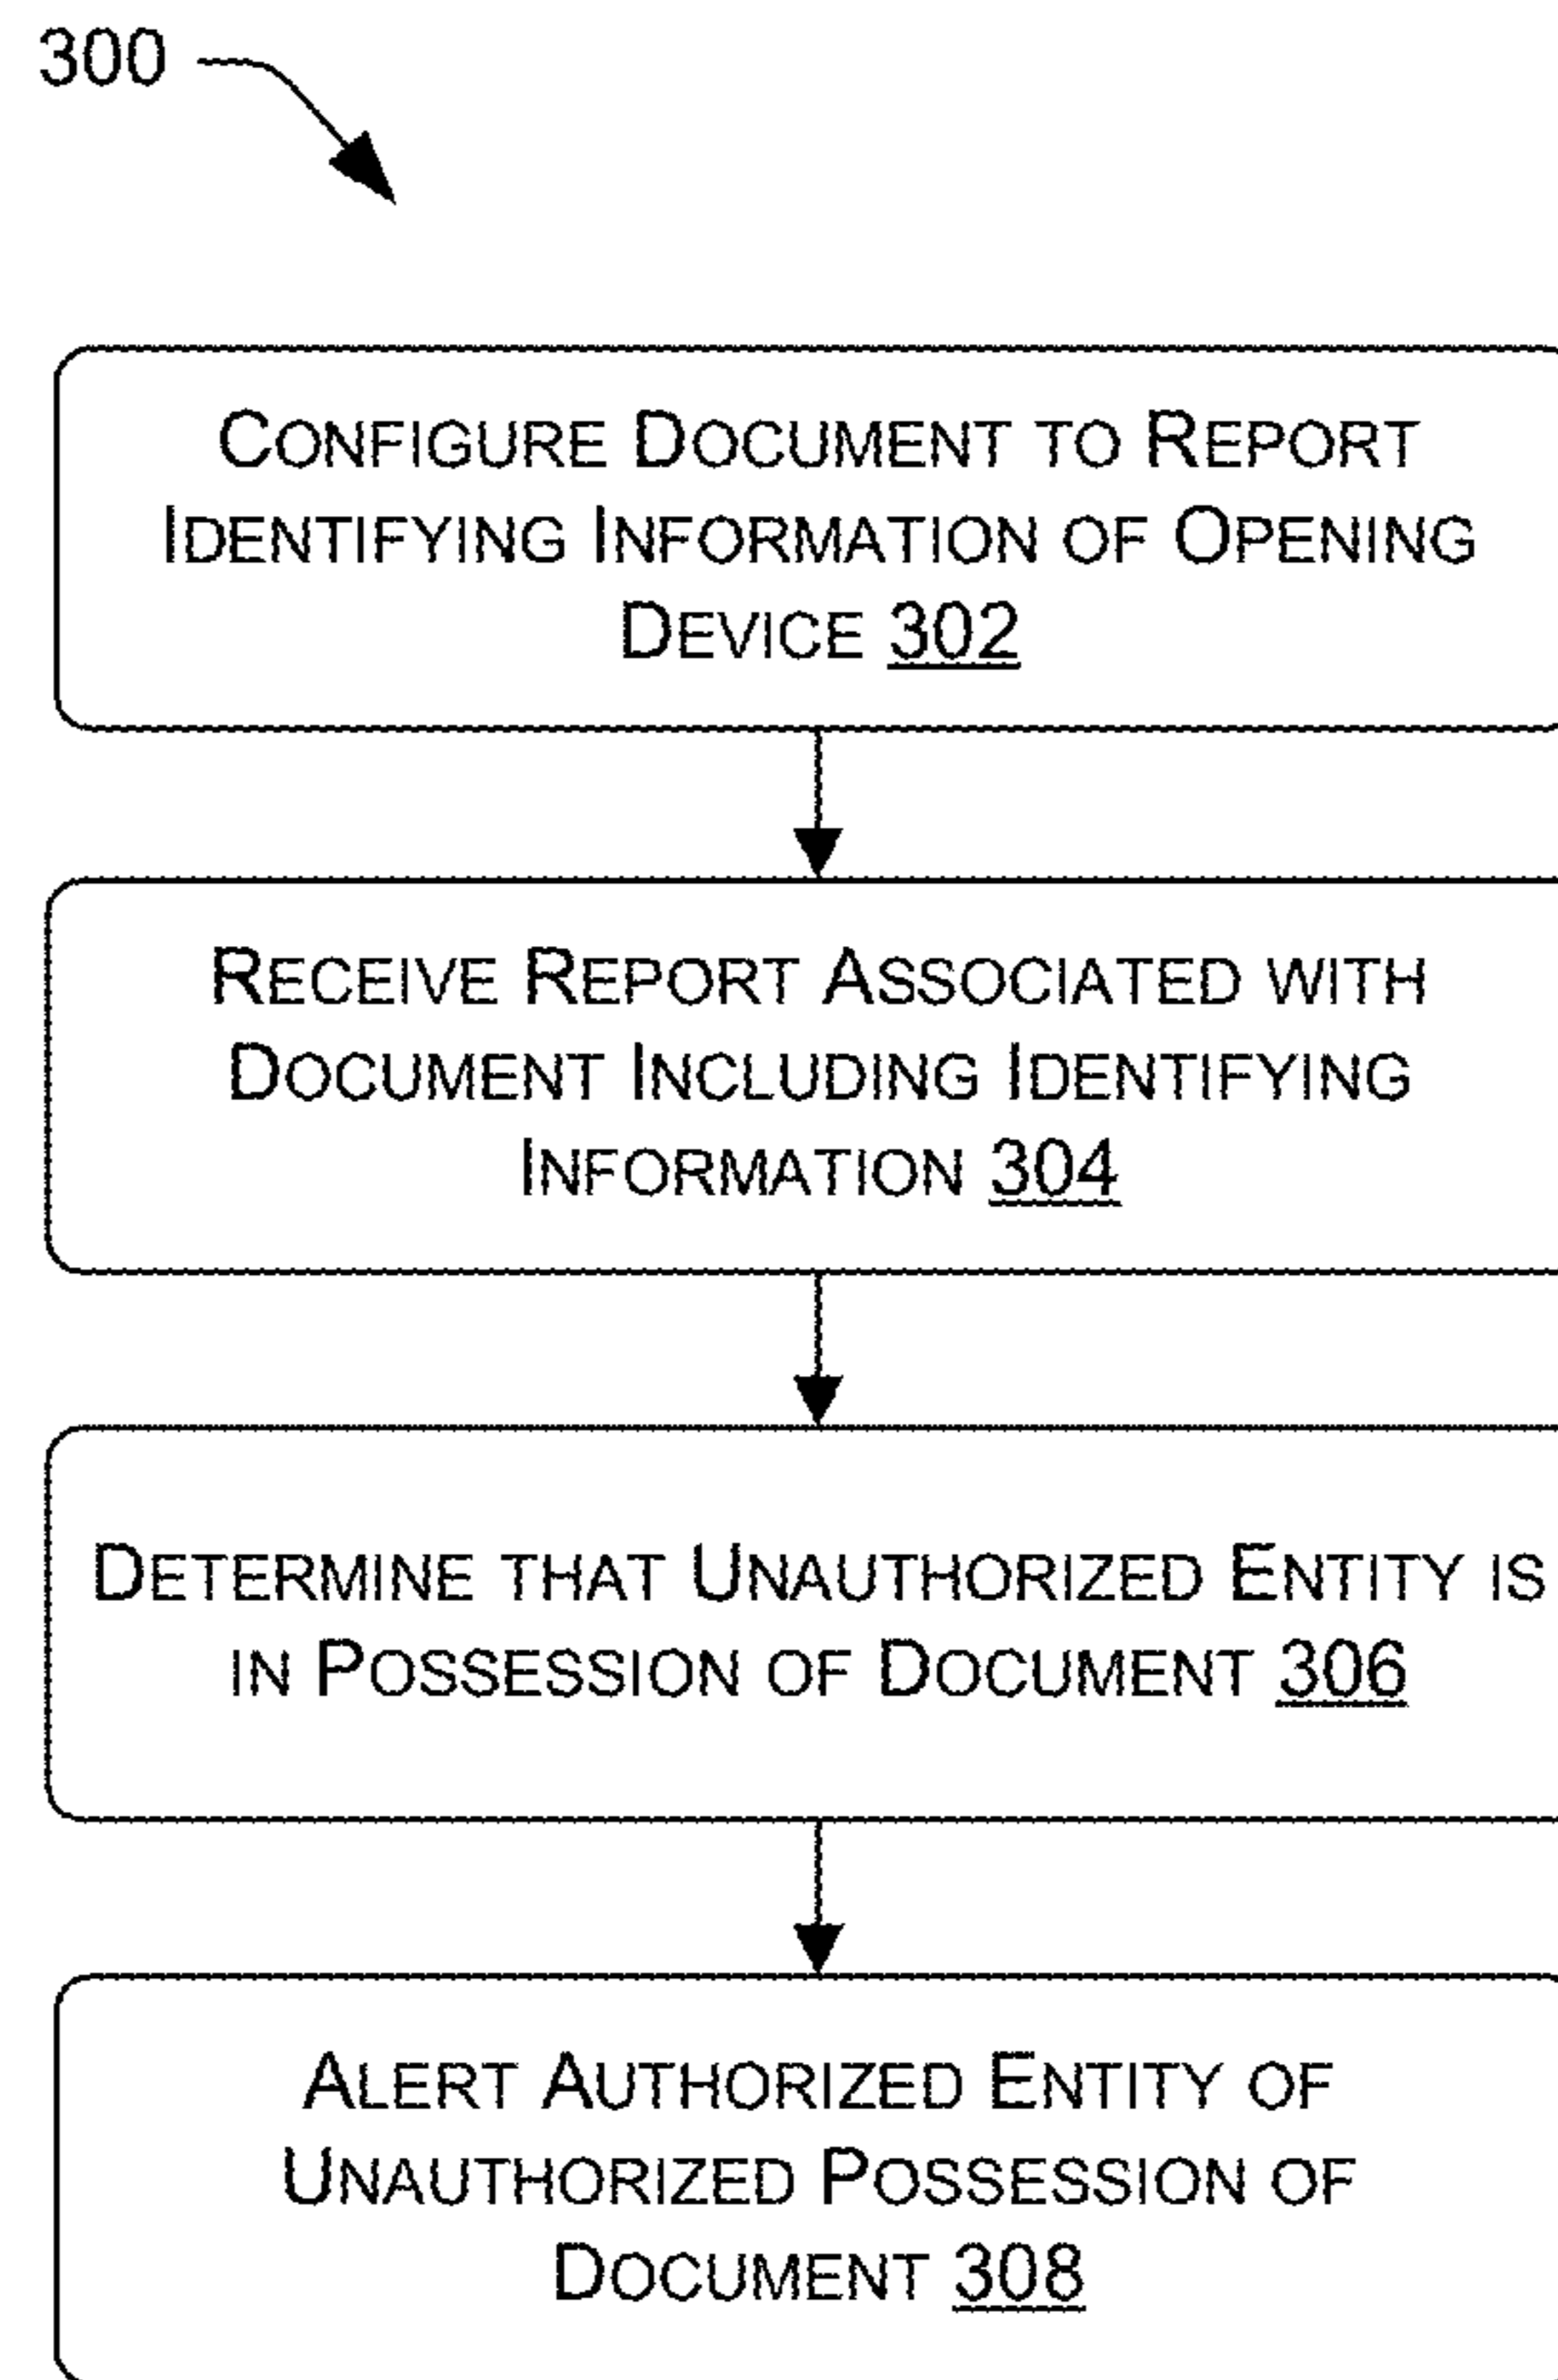 300
CONFIGURE DOCUMENT TO REPORT
IDENTIFYING INFORMATION OF OPENING
DEVICE 302
RECEIVE REPORT ASSOCIATED WITH
DOCUMENT INCLUDING IDENTIFYING
INFORMATION 304
DETERMINE THAT UNAUTHORIZED ENTITY IS
IN POSSESSION OF DOCUMENT 306
ALERT AUTHORIZED ENTITY OF
UNAUTHORIZED POSSESSION OF
DOCUMENT 308